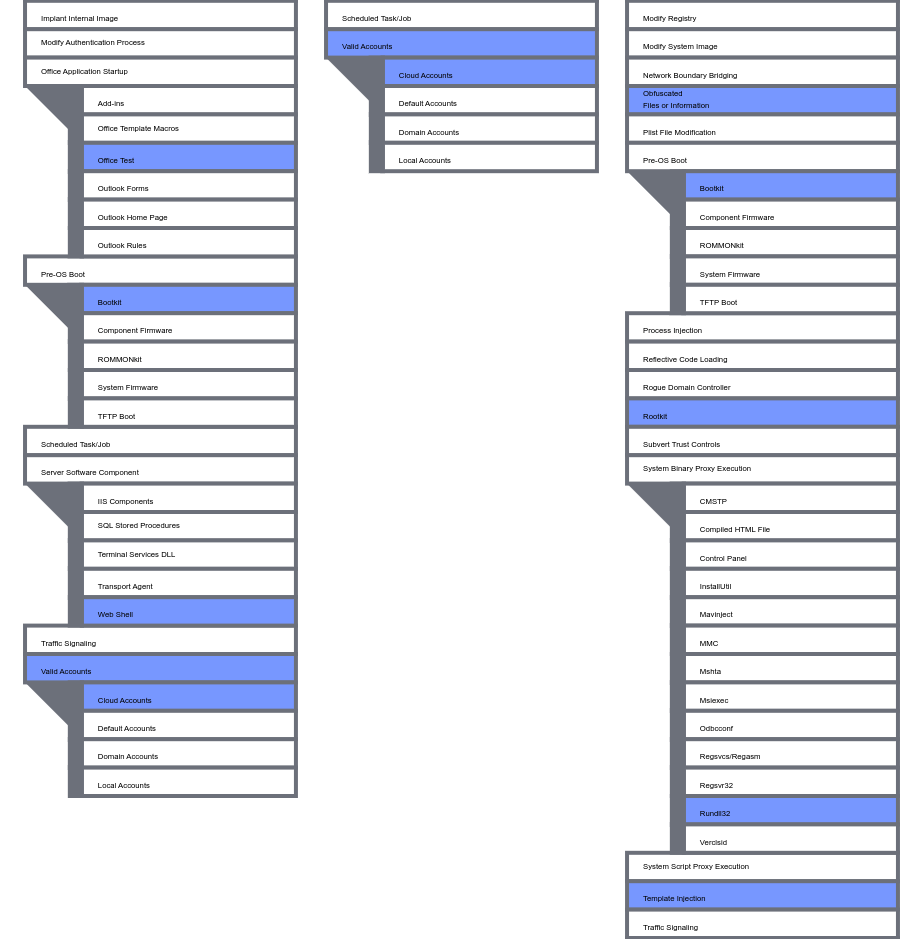 Implant Internal Image
Modify Authentication Process
Office Application Startup
Add-ins
Office Template Macros
Office Test
Outlook Forms
Outlook Home Page
Outlook Rules
Pre-OS Boot
Bootkit
Component Firmware
ROMMONkit
System Firmware
TFTP Boot
Scheduled Task/Job
Server Software Component
IIS Components
SQL Stored Procedures
Terminal Services DLL
Transport Agent
Web Shell
Traffic Signaling
Valid Accounts
Cloud Accounts
Default Accounts
Domain Accounts
Local Accounts
Scheduled Task/Job
Valid Accounts
Cloud Accounts
Default Accounts
Domain Accounts
Local Accounts
Modify Registry
Modify System Image
Network Boundary Bridging
Obfuscated
Files or Information
Plist File Modification
Pre-OS Boot
Bootkit
Component Firmware
ROMMONkit
System Firmware
TFTP Boot
Process Injection
Reflective Code Loading
Rogue Domain Controller
Rootkit
Subvert Trust Controls
System Binary Proxy Execution
CMSTP
Compiled HTML File
Control Panel
InstallUtil
Mavinject
MMC
Mshta
Msiexec
Odbcconf
Regsvcs/Regasm
Regsvr32
Rundll32
Verclsid
System Script Proxy Execution
Template Injection
Traffic Signaling